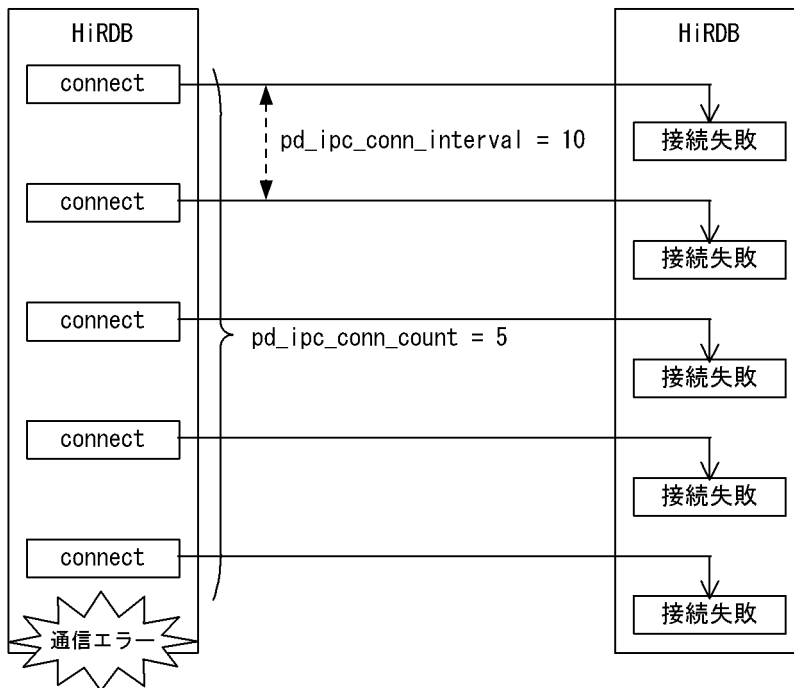 HiRDB
HiRDB
connect
接続失敗
pd_ipc_conn_interval = 10
connect
接続失敗
connect
pd_ipc_conn_count = 5
接続失敗
connect
接続失敗
connect
接続失敗
通信エラー